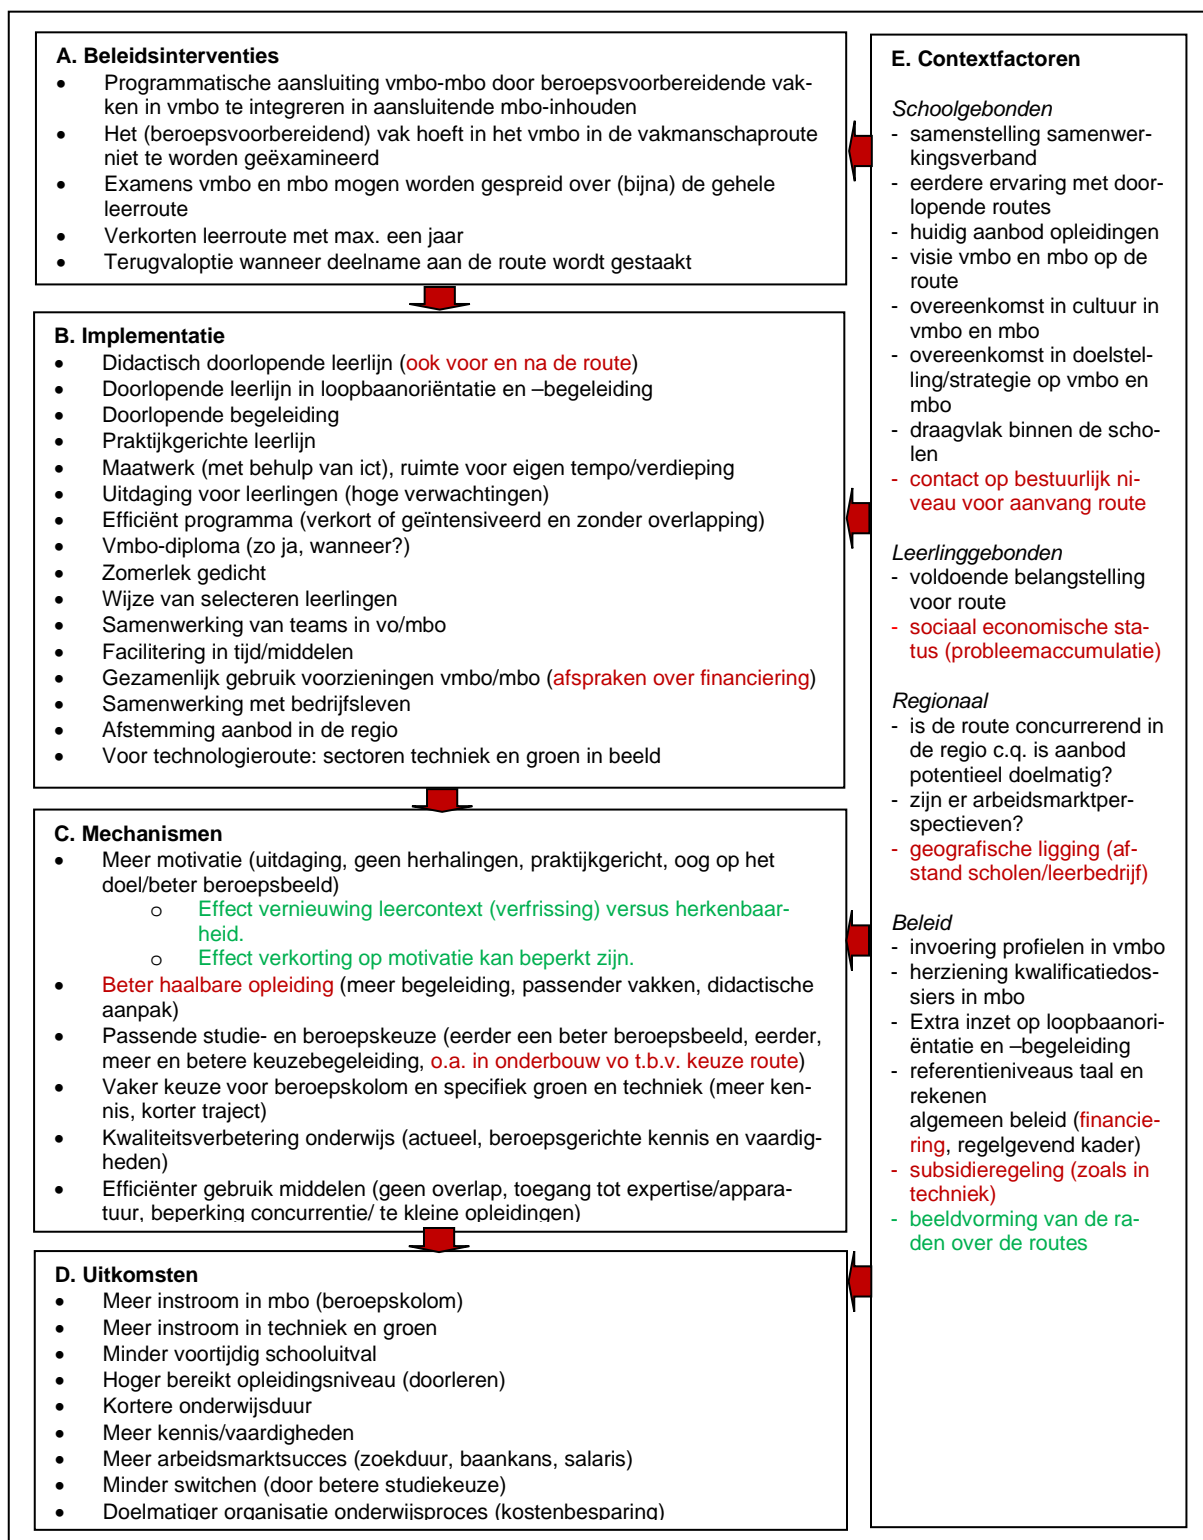 A. Beleidsinterventies
• Programmatische aansluiting vmbo-mbo door beroepsvoorbereidende vak-
ken in vmbo te integreren in aansluitende mbo-inhouden
• Het (beroepsvoorbereidend) vak hoeft in het vmbo in de vakmanschaproute
niet te worden geëxamineerd
• Examens vmbo en mbo mogen worden gespreid over (bijna) de gehele
leerroute
• Verkorten leerroute met max. een jaar
• Terugvaloptie wanneer deelname aan de route wordt gestaakt
B. Implementatie
• Didactisch doorlopende leerlijn (ook voor en na de route)
• Doorlopende leerlijn in loopbaanoriëntatie en –begeleiding
• Doorlopende begeleiding
• Praktijkgerichte leerlijn
• Maatwerk (met behulp van ict), ruimte voor eigen tempo/verdieping
• Uitdaging voor leerlingen (hoge verwachtingen)
• Efficiënt programma (verkort of geïntensiveerd en zonder overlapping)
• Vmbo-diploma (zo ja, wanneer?)
• Zomerlek gedicht
• Wijze van selecteren leerlingen
• Samenwerking van teams in vo/mbo
• Facilitering in tijd/middelen
• Gezamenlijk gebruik voorzieningen vmbo/mbo (afspraken over financiering)
• Samenwerking met bedrijfsleven
• Afstemming aanbod in de regio
• Voor technologieroute: sectoren techniek en groen in beeld
C. Mechanismen
• Meer motivatie (uitdaging, geen herhalingen, praktijkgericht, oog op het
doel/beter beroepsbeeld)
o Effect vernieuwing leercontext (verfrissing) versus herkenbaar-
heid.
o Effect verkorting op motivatie kan beperkt zijn.
• Beter haalbare opleiding (meer begeleiding, passender vakken, didactische
aanpak)
• Passende studie- en beroepskeuze (eerder een beter beroepsbeeld, eerder,
meer en betere keuzebegeleiding, o.a. in onderbouw vo t.b.v. keuze route)
• Vaker keuze voor beroepskolom en specifiek groen en techniek (meer ken-
nis, korter traject)
• Kwaliteitsverbetering onderwijs (actueel, beroepsgerichte kennis en vaardig-
heden)
• Efficiënter gebruik middelen (geen overlap, toegang tot expertise/appara-
tuur, beperking concurrentie/ te kleine opleidingen)
D. Uitkomsten
• Meer instroom in mbo (beroepskolom)
• Meer instroom in techniek en groen
• Minder voortijdig schooluitval
• Hoger bereikt opleidingsniveau (doorleren)
• Kortere onderwijsduur
• Meer kennis/vaardigheden
• Meer arbeidsmarktsucces (zoekduur, baankans, salaris)
• Minder switchen (door betere studiekeuze)
• Doelmatiger organisatie onderwijsproces (kostenbesparing)
E. Contextfactoren
Schoolgebonden
- samenstelling samenwer-
kingsverband
- eerdere ervaring met door-
lopende routes
- huidig aanbod opleidingen
- visie vmbo en mbo op de
route
- overeenkomst in cultuur in
vmbo en mbo
- overeenkomst in doelstel-
ling/strategie op vmbo en
mbo
- draagvlak binnen de scho-
len
- contact op bestuurlijk ni-
veau voor aanvang route
Leerlinggebonden
- voldoende belangstelling
voor route
- sociaal economische sta-
tus (probleemaccumulatie)
Regionaal
- is de route concurrerend in
de regio c.q. is aanbod
potentieel doelmatig?
- zijn er arbeidsmarktper-
spectieven?
- geografische ligging (af-
stand scholen/leerbedrijf)
Beleid
- invoering profielen in vmbo
- herziening kwalificatiedos-
siers in mbo
- Extra inzet op loopbaanori-
ëntatie en –begeleiding
- referentieniveaus taal en
rekenen
algemeen beleid (financie-
ring, regelgevend kader)
- subsidieregeling (zoals in
techniek)
- beeldvorming van de ra-
den over de routes